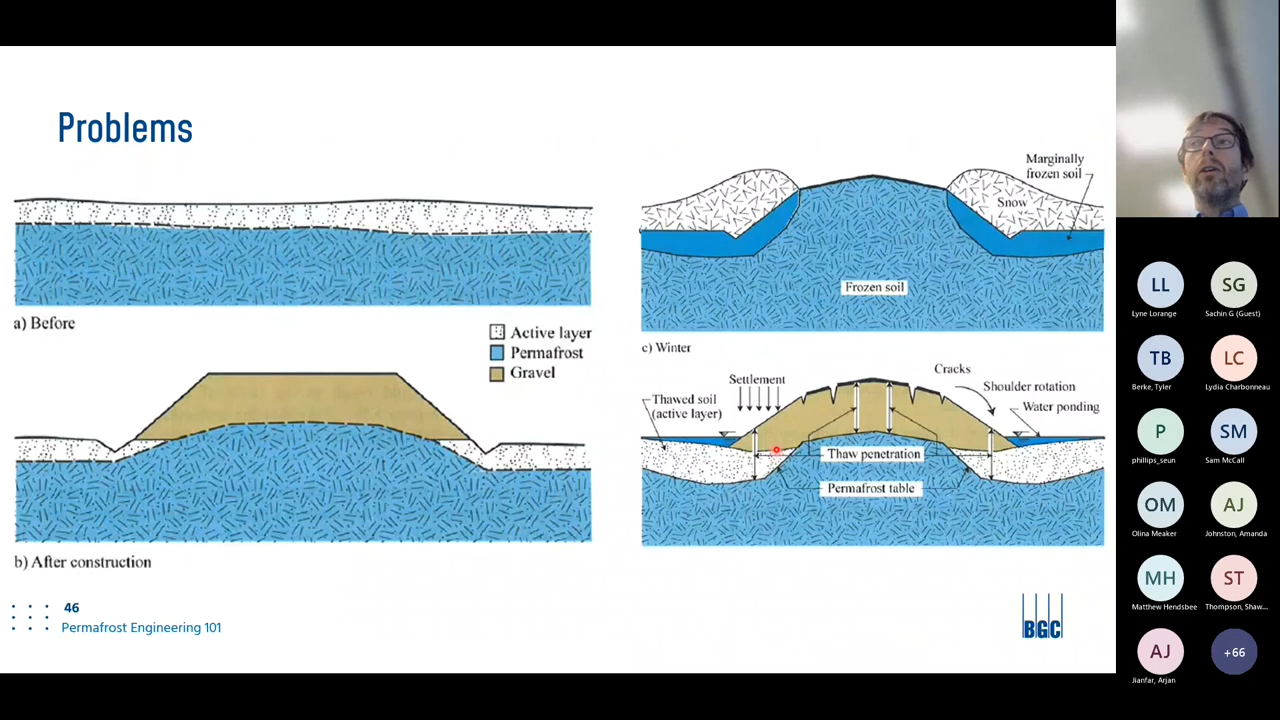 Problems
a) Before
Active layer
Permafrost
Gravel
b) After construction
Marginally
frozen soil
Snow
Frozen soil
c) Winter
Settlement
Cracks
Shoulder rotation
Thawed soil
(active layer)
Water ponding
Thaw penetration
Permafrost table
46
Permafrost Engineering 101
BGC
LL
SG
Lyne Lorange
Sachin G (Guest)
TB
LC
Berke, Tyler
Lydia Charbonneau
P
SM
phillips_seun
Sam McCall
OM
AJ
Olina Meaker
Johnston, Amanda
MH
ST
Matthew Hendsbee
Thompson, Shaw...
AJ
+66
Jianfar, Arjan